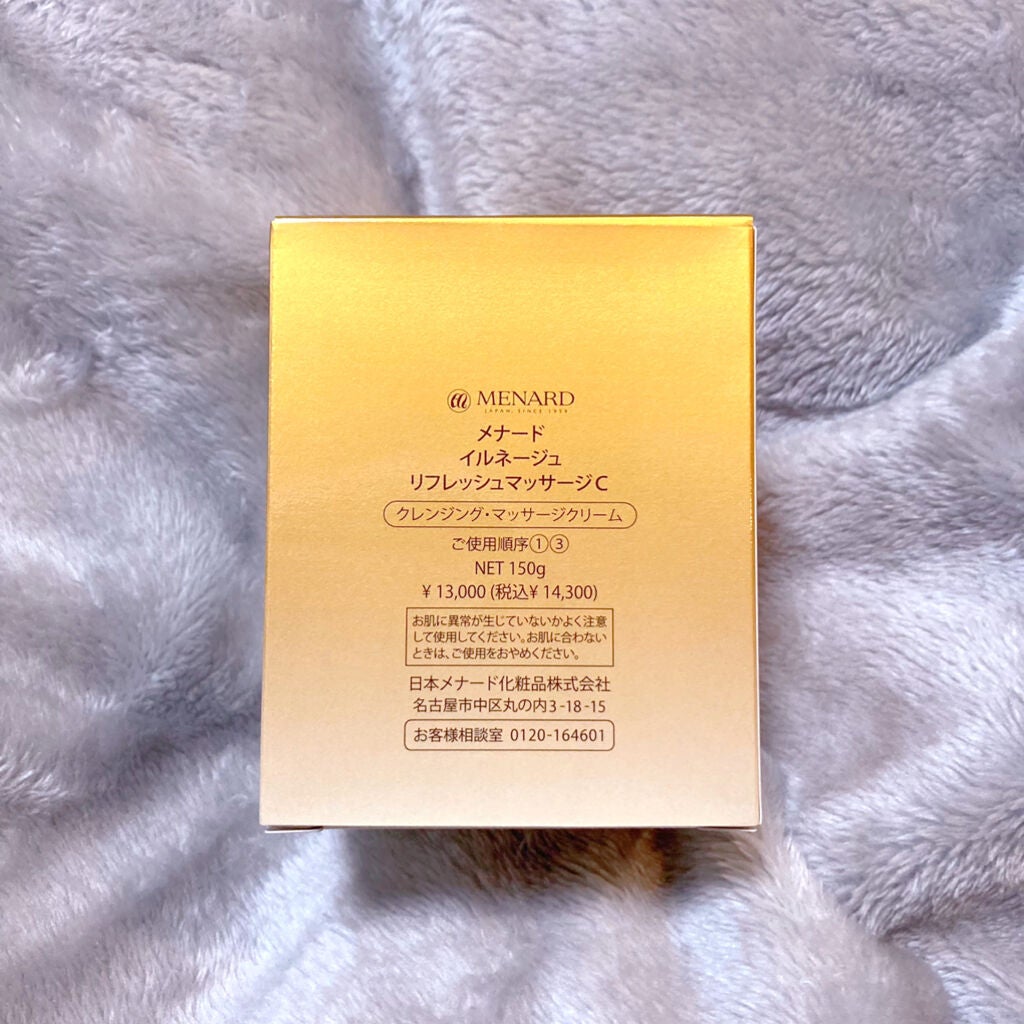 MENARD
JAPAN, SINCE 1959
メナード
イルネージュ
リフレッシュマッサージC
クレンジング・マッサージクリーム
ご使用順序①③
NET 150g
¥ 13,000 (税込¥ 14,300)
お肌に異常が生じていないかよく注意
して使用してください。お肌に合わない
ときは、ご使用をおやめください。
日本メナード化粧品株式会社
名古屋市中区丸の内3-18-15
お客様相談室 0120-164601